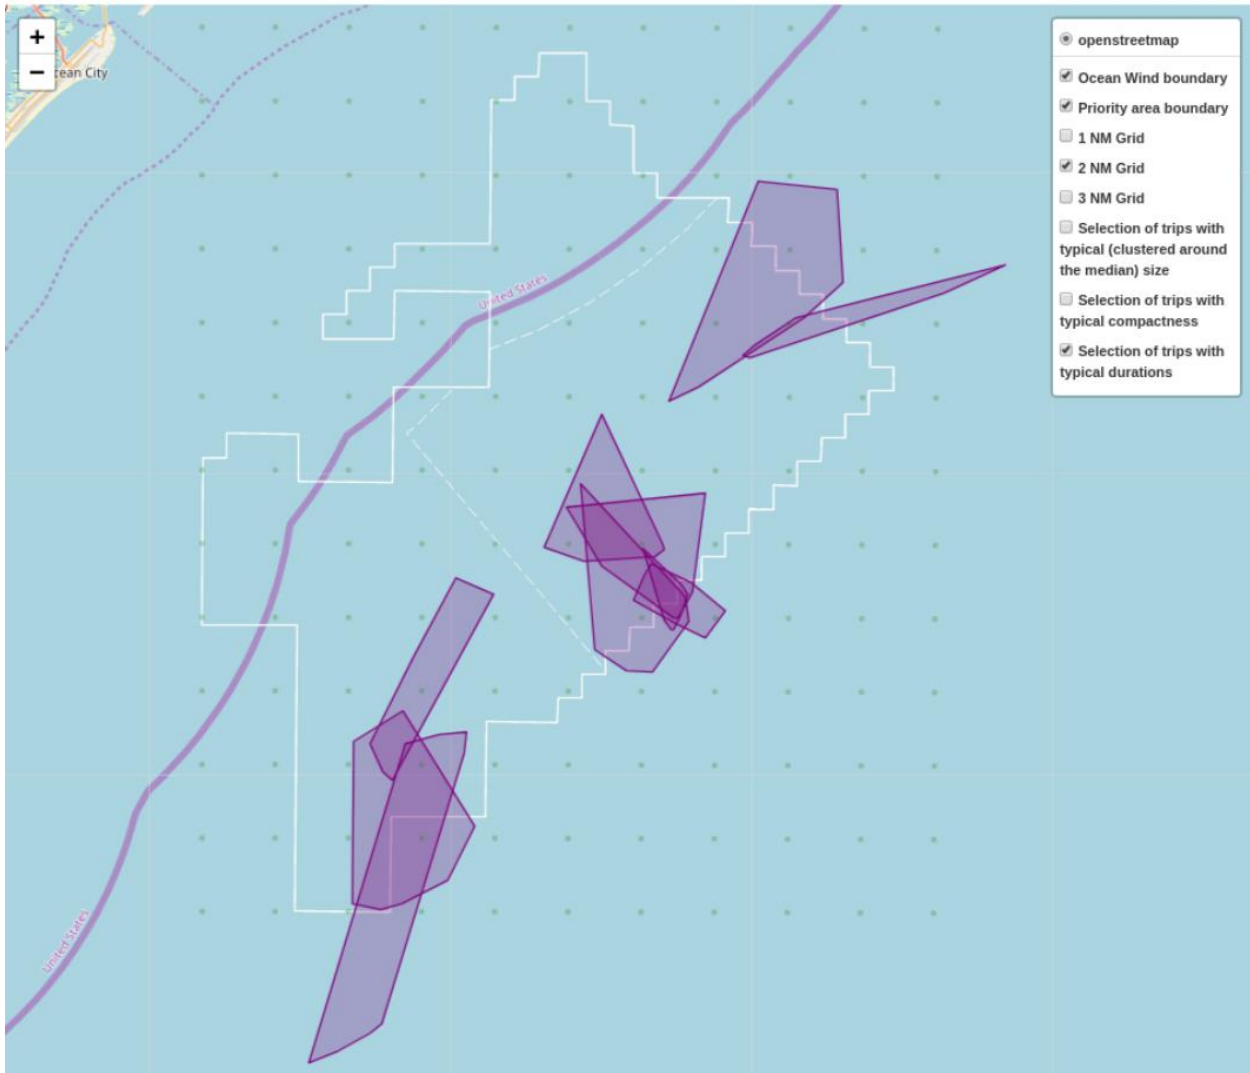 +
−
cean City
United States
United States
openstreetmap
Ocean Wind boundary
Priority area boundary
1 NM Grid
2 NM Grid
3 NM Grid
Selection of trips with
typical (clustered around
the median) size
Selection of trips with
typical compactness
Selection of trips with
typical durations